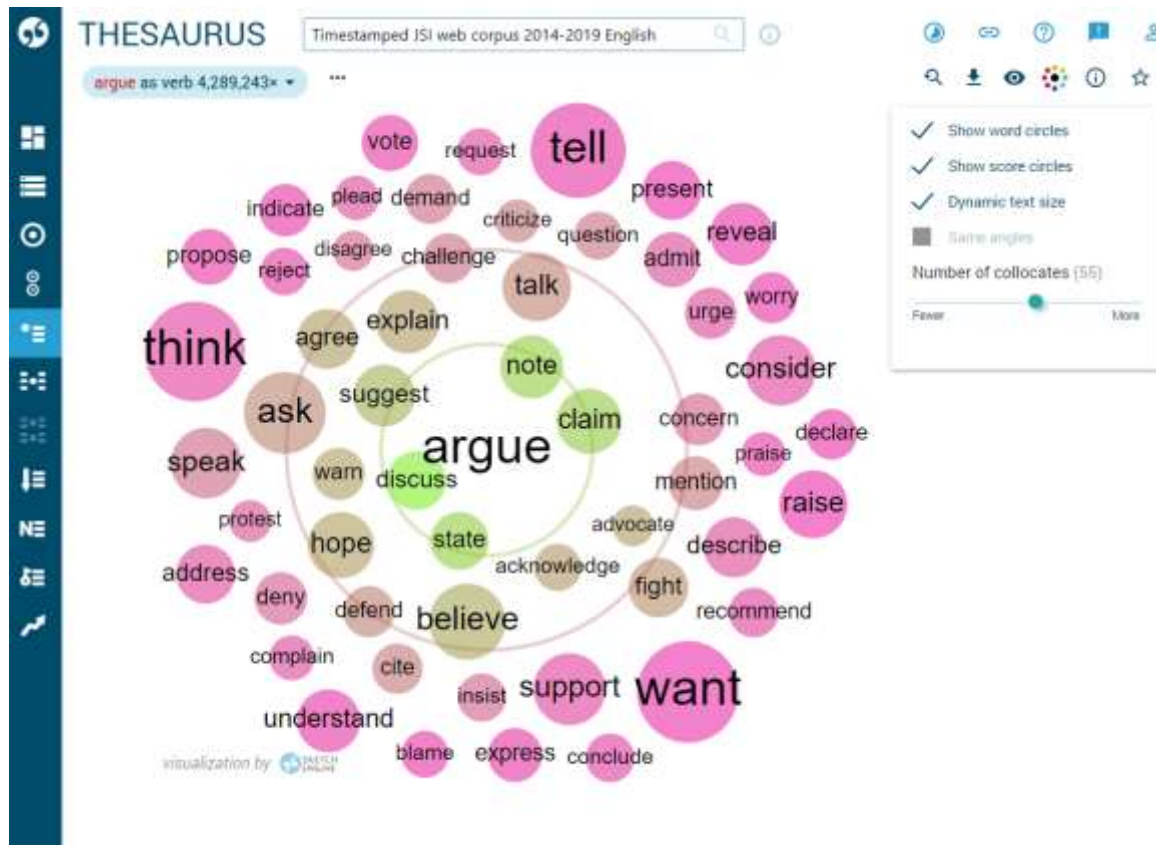 THESAURUS
Timestamped JSI web corpus 2014-2019 English
argue as verb 4,289,243×
...
Show word circles
Show score circles
Dynamic text size
Same angles
Number of collocates (55)
Fewer
More
vote
request
tell
present
indicate
plead
demand
criticize
question
reveal
propose
reject
disagree
challenge
admit
talk
urge
worry
think
agree
explain
note
consider
suggest
ask
claim
concern
declare
argue
praise
speak
warn
discuss
mention
raise
protest
hope
state
advocate
describe
address
acknowledge
fight
deny
defend
believe
recommend
complain
cite
insist
support
want
understand
blame
express
conclude
visualization by
SKETCH
ENGINE
NE